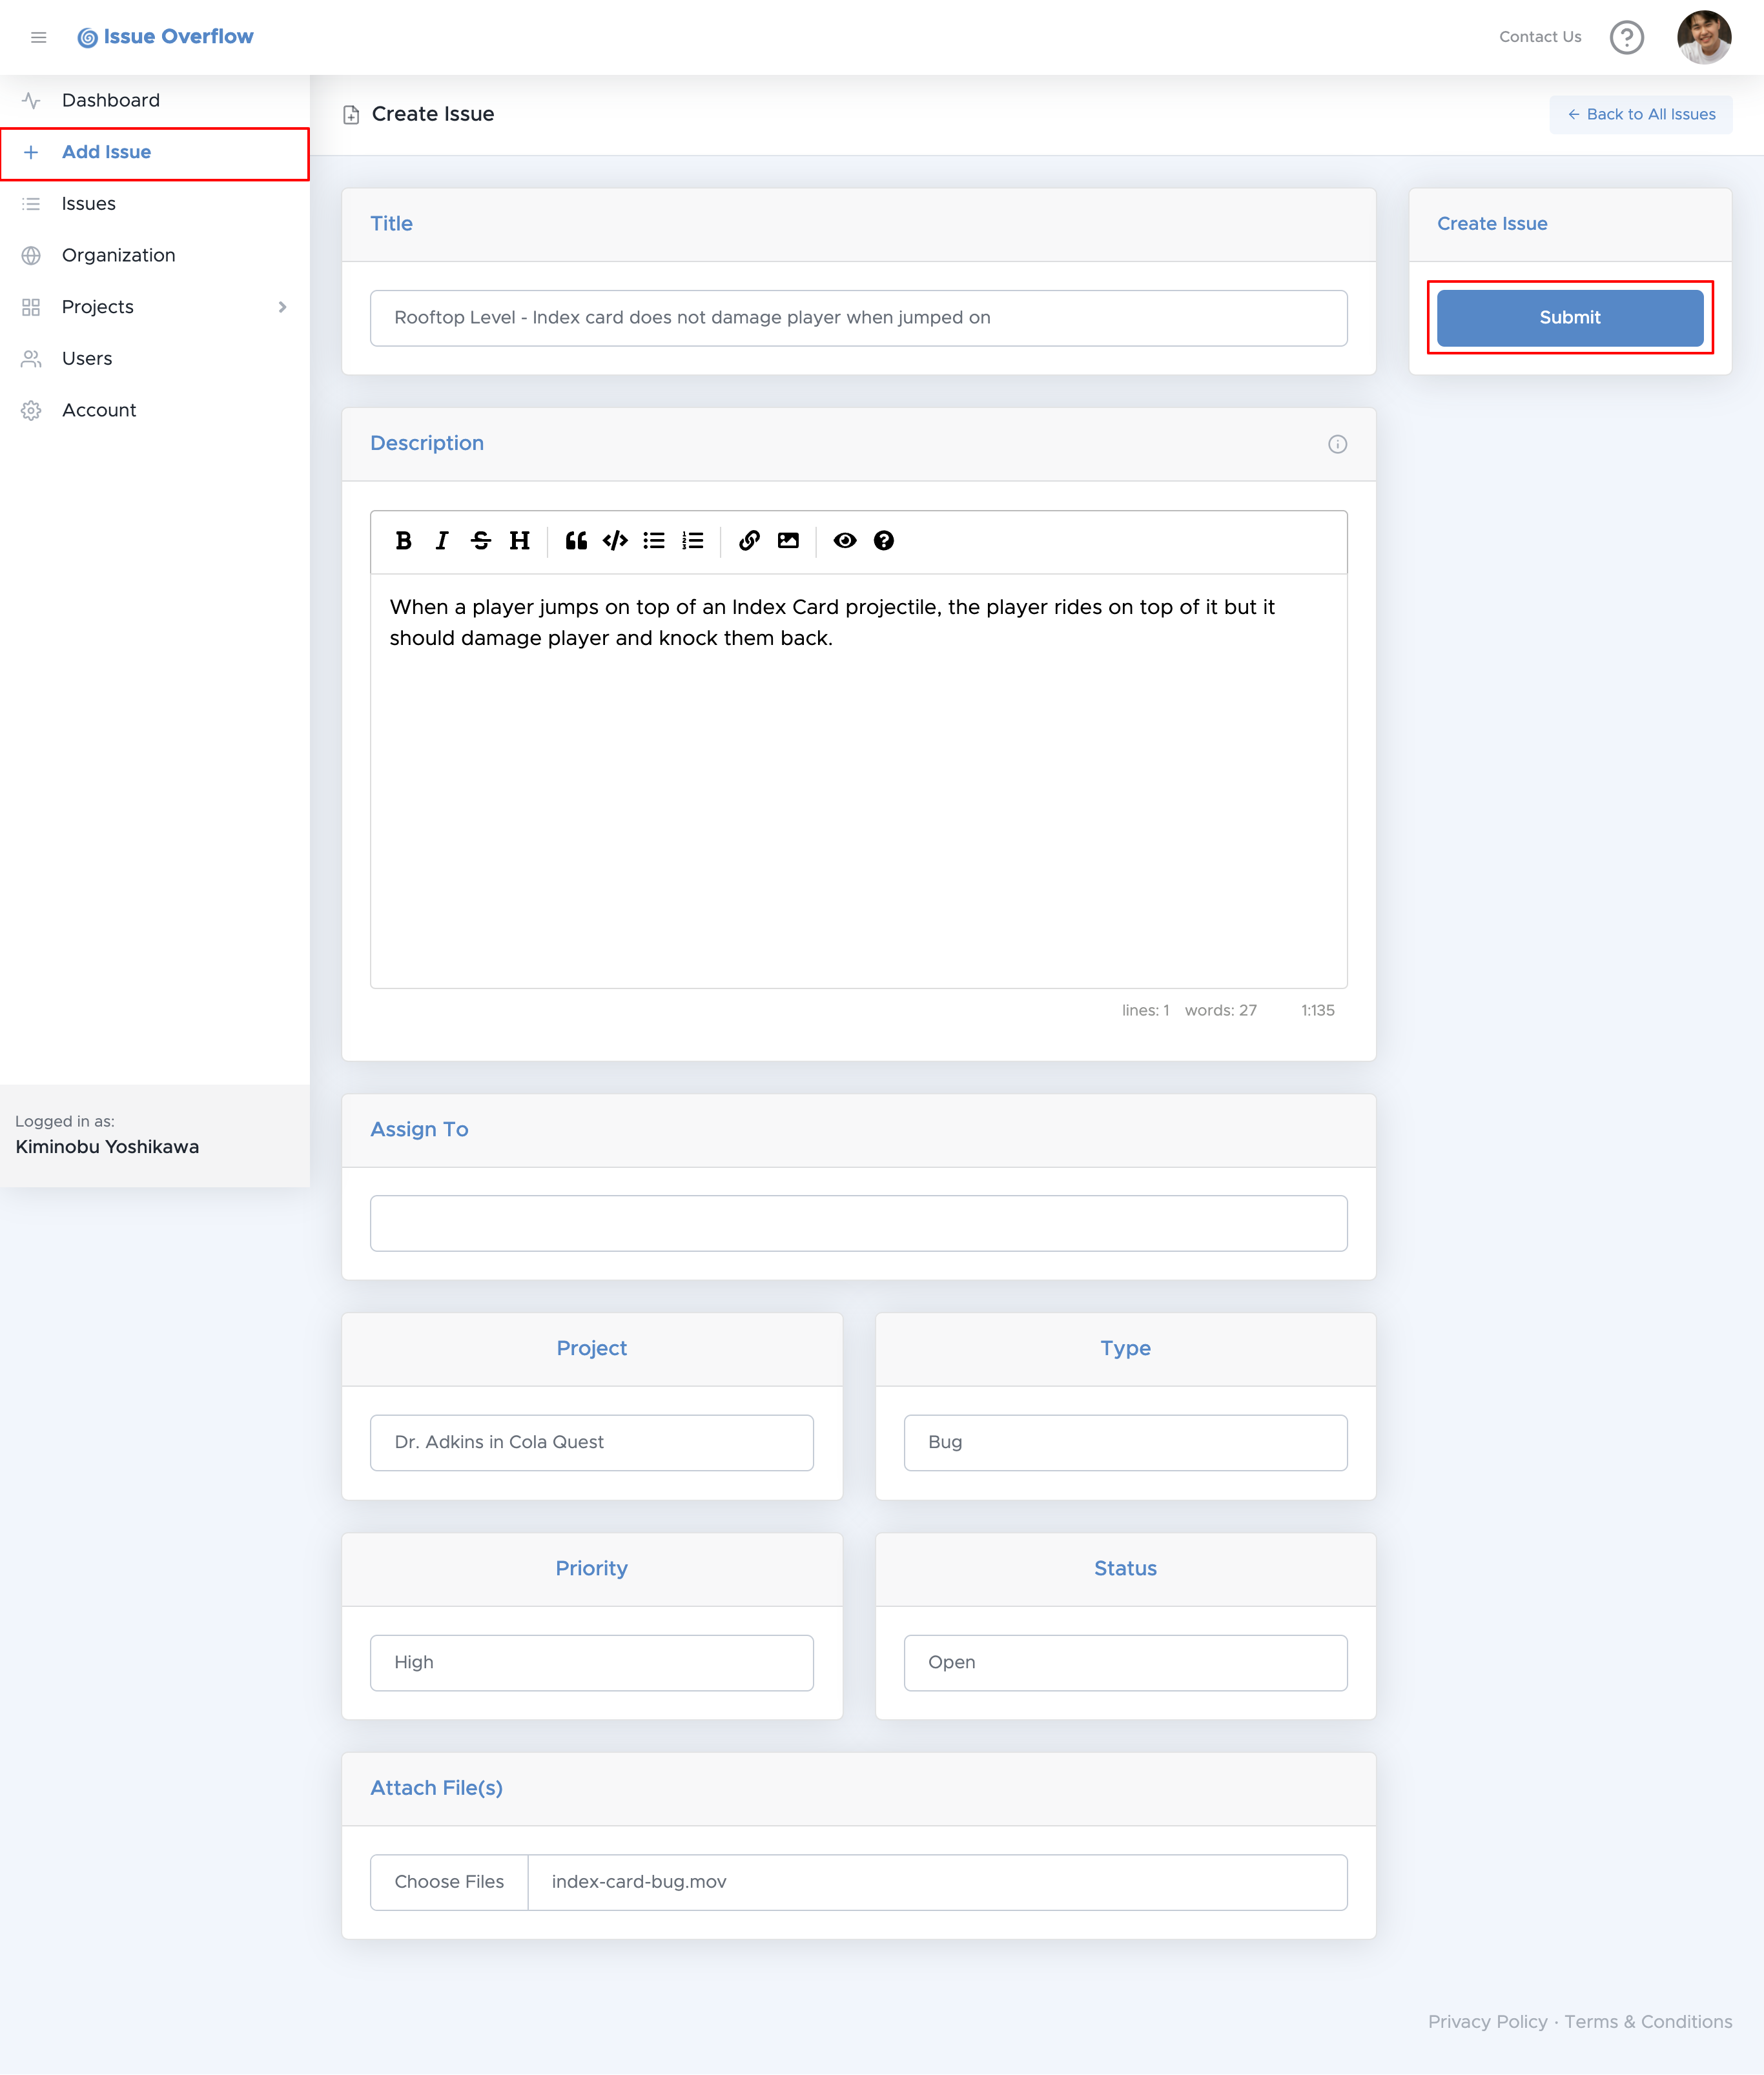 Issue Overflow
Contact Us
Dashboard
Add Issue
Issues
Organization
Projects
Users
Account
Logged in as:
Kiminobu Yoshikawa
Create Issue
← Back to All Issues
Title
Rooftop Level - Index card does not damage player when jumped on
Create Issue
Submit
Description
When a player jumps on top of an Index Card projectile, the player rides on top of it but it
should damage player and knock them back.
lines: 1 words: 27 1:135
Assign To
Project
Dr. Adkins in Cola Quest
Type
Bug
Priority
High
Status
Open
Attach File(s)
Choose Files index-card-bug.mov
Privacy Policy · Terms & Conditions